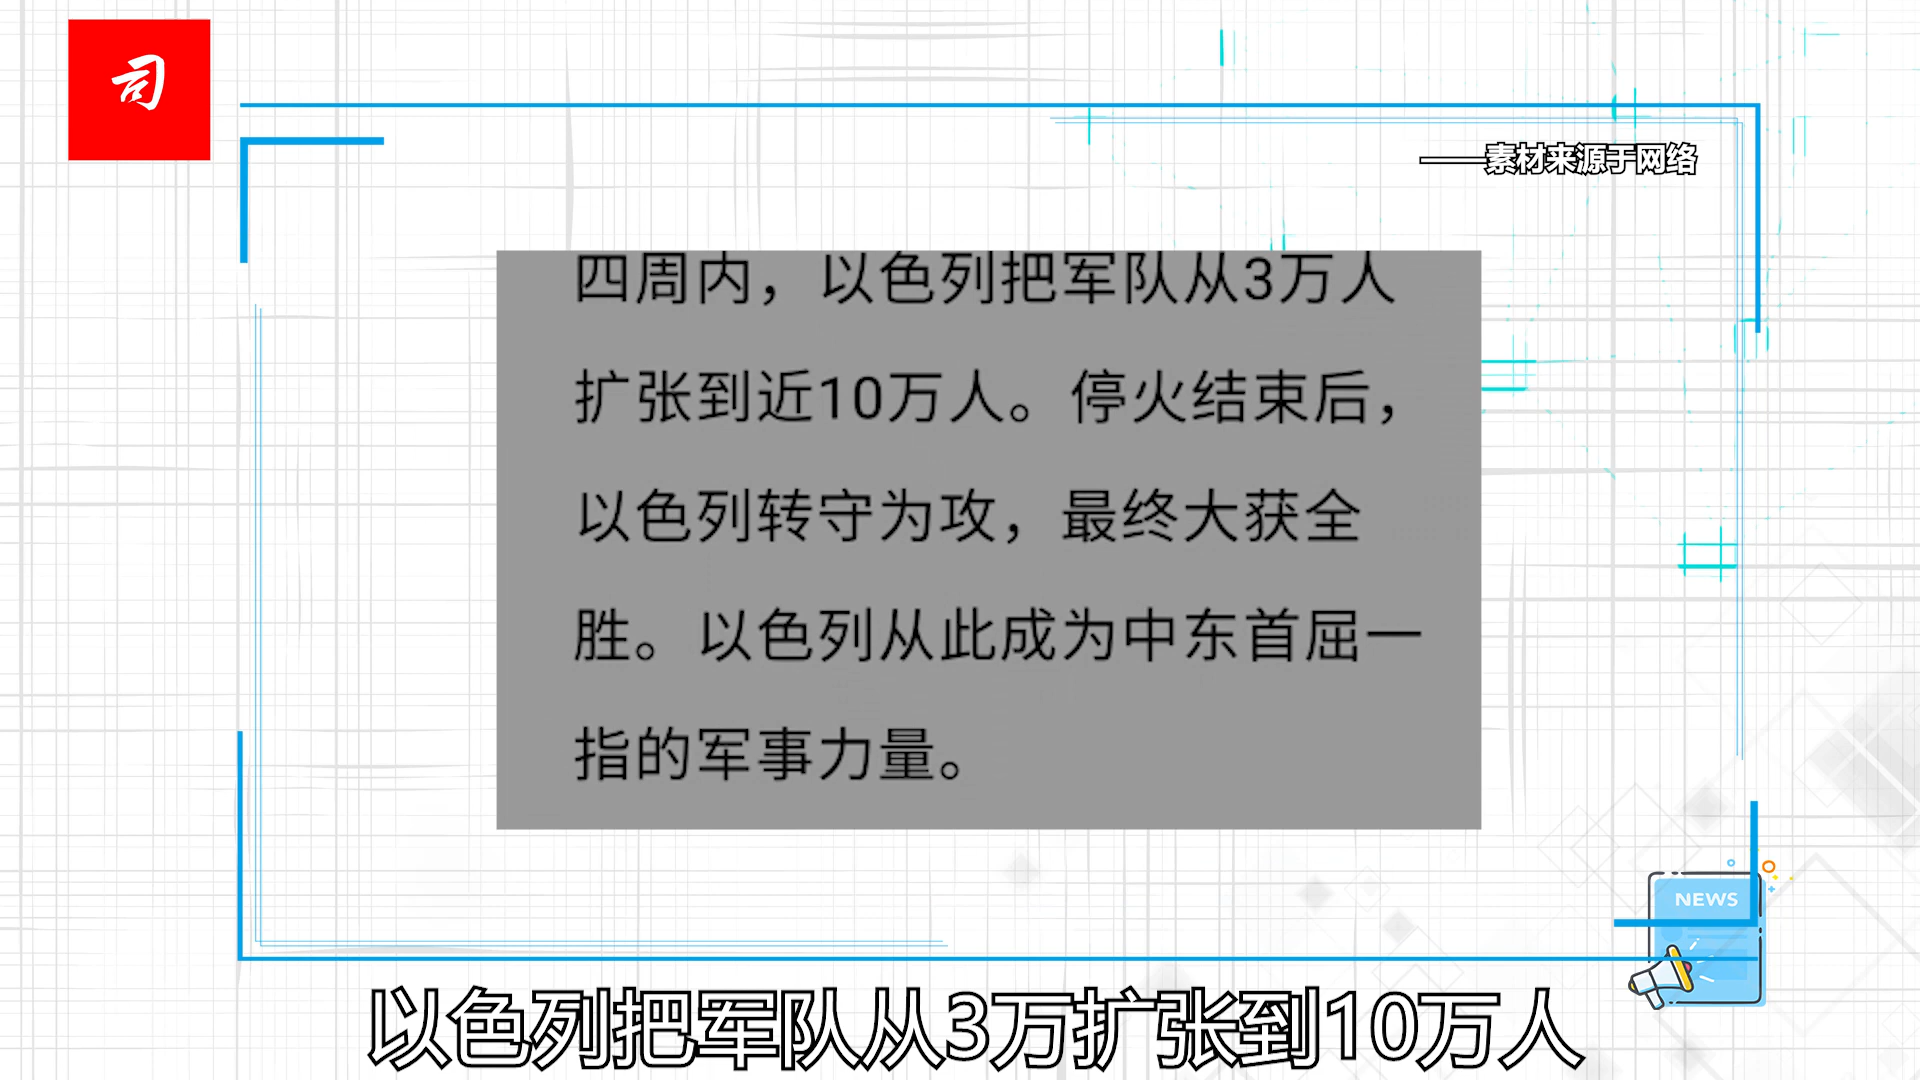 司
——素材来源于网络
四周内，以色列把军队从3万人
扩张到近10万人。停火结束后，
以色列转守为攻，最终大获全
胜。以色列从此成为中东首屈一
指的军事力量。
NEWS
以色列把军队从3万扩张到10万人